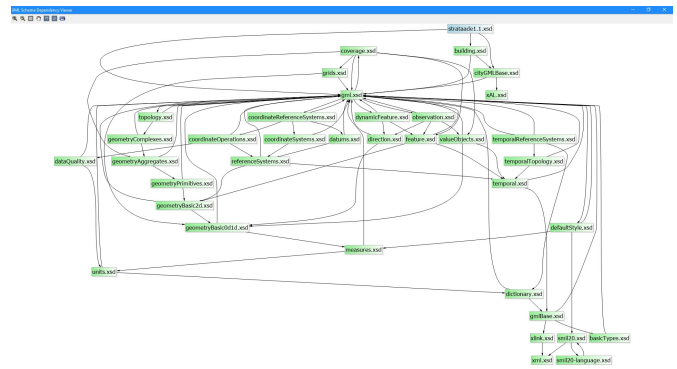 XML Schema Dependency Viewer
strataade1.1.xsd
coverage.xsd
building.xsd
grids.xsd
cityGMLBase.xsd
gml.xsd
xAL.xsd
topology.xsd
coordinateReferenceSystems.xsd
dynamicFeature.xsd
observation.xsd
geometryComplexes.xsd
coordinateOperations.xsd
coordinateSystems.xsd
datums.xsd
direction.xsd
feature.xsd
valueObjects.xsd
temporalReferenceSystems.xsd
dataQuality.xsd
geometryAggregates.xsd
referenceSystems.xsd
temporalTopology.xsd
geometryPrimitives.xsd
temporal.xsd
geometryBasic2d.xsd
geometryBasic0d1d.xsd
defaultStyle.xsd
measures.xsd
units.xsd
dictionary.xsd
gmlBase.xsd
xlink.xsd
smil20.xsd
basicTypes.xsd
xml.xsd
smil20-language.xsd